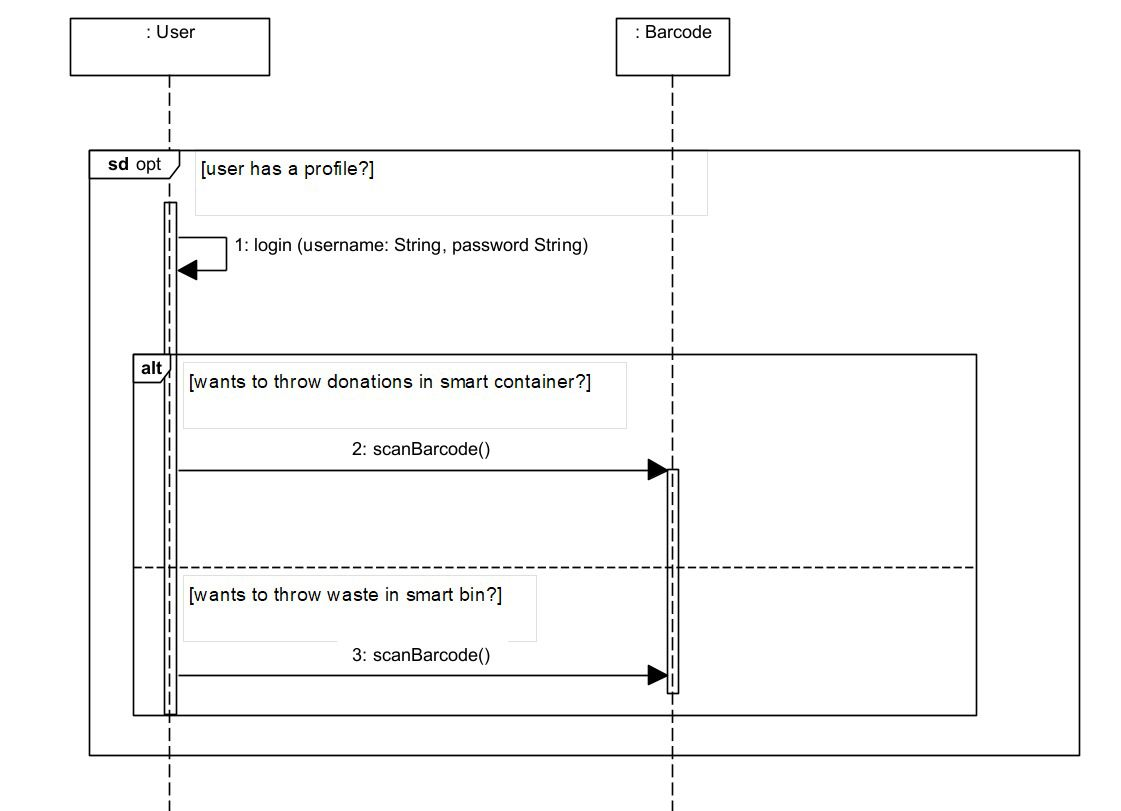 : User
: Barcode
sd opt
[user has a profile?]
1: login (username: String, password String)
alt
[wants to throw donations in smart container?]
2: scanBarcode()
[wants to throw waste in smart bin?]
3: scanBarcode()